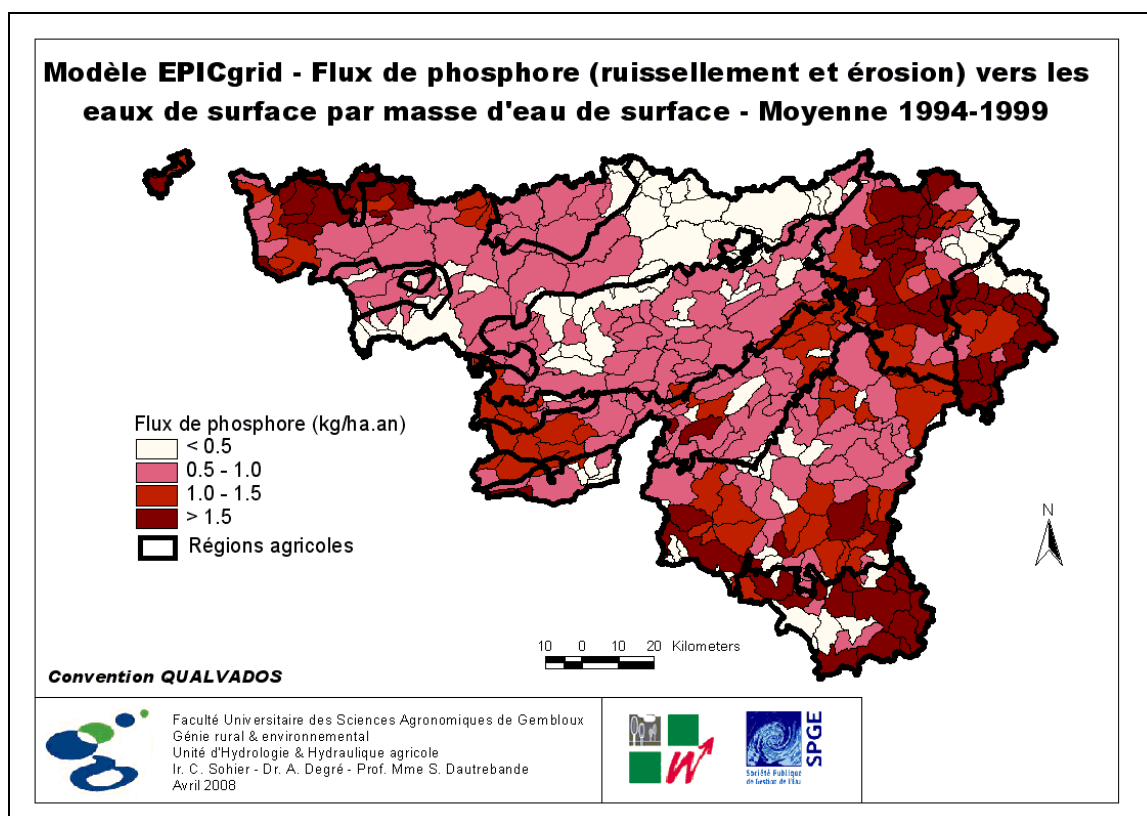 Modèle EPICgrid - Flux de phosphore (ruissellement et érosion) vers les
eaux de surface par masse d'eau de surface - Moyenne 1994-1999
Flux de phosphore (kg/ha.an)
< 0.5
0.5 - 1.0
1.0 - 1.5
> 1.5
Régions agricoles
N
10 0 10 20 Kilometers
Convention QUALVADOS
Faculté Universitaire des Sciences Agronomiques de Gembloux
Génie rural & environnemental
Unité d'Hydrologie & Hydraulique agricole
Ir. C. Sohier - Dr. A. Degré - Prof. Mme S. Dautrebande
Avril 2008
W
SPGE
Société Publique
de Gestion de l'Eau